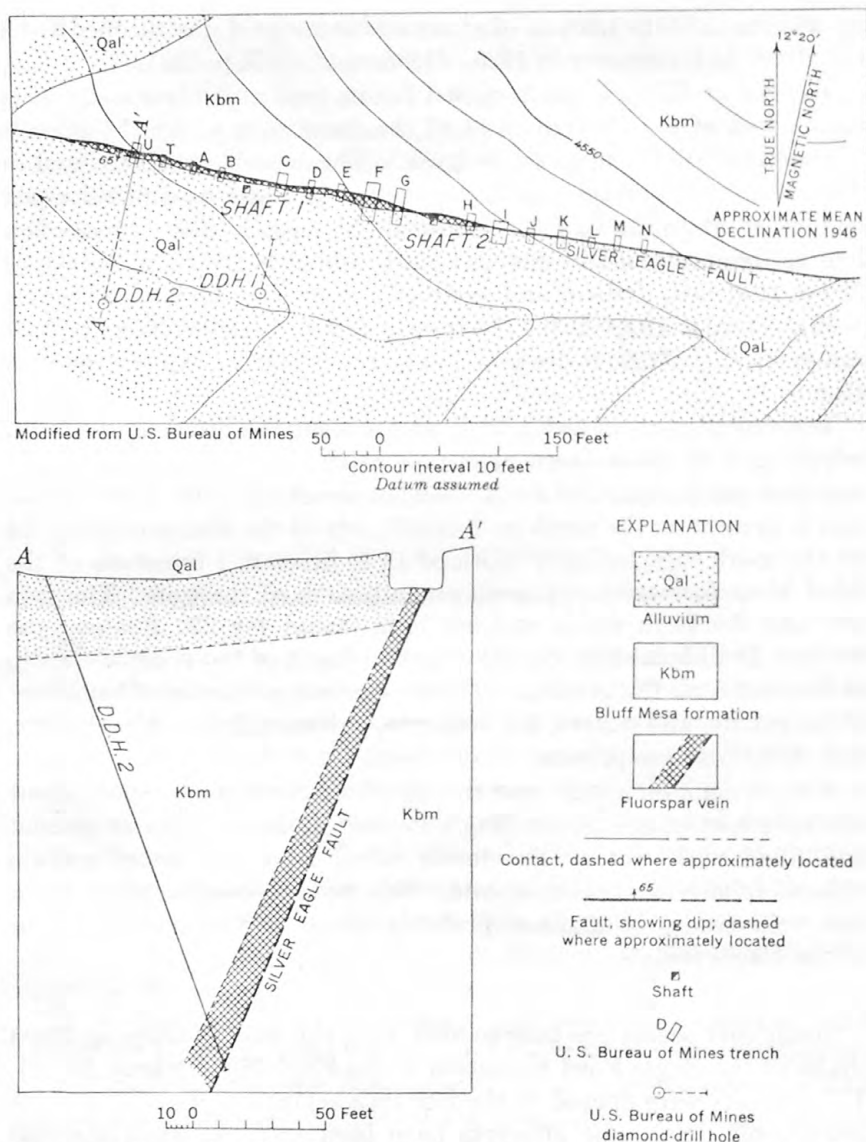 Qal
Kbm
A'
65
U T A B C D E F G
H I J K L M N
SHAFT 1
SHAFT 2
SILVER EAGLE FAULT
4550
Kbm
12°20'
TRUE NORTH
MAGNETIC NORTH
APPROXIMATE MEAN
DECLINATION 1946
Qal
D.D.H. 2
D.D.H. 1
A
Qal
Modified from U.S. Bureau of Mines
50 0 150 Feet
Contour interval 10 feet
Datum assumed
A A'
Qal
D.D.H. 2
Kbm
Kbm
SILVER EAGLE FAULT
10 0 50 Feet
EXPLANATION
Qal
Alluvium
Kbm
Bluff Mesa formation
Fluorspar vein
Contact, dashed where approximately located
65
Fault, showing dip; dashed
where approximately located
Shaft
D
U. S. Bureau of Mines trench
U. S. Bureau of Mines
diamond-drill hole